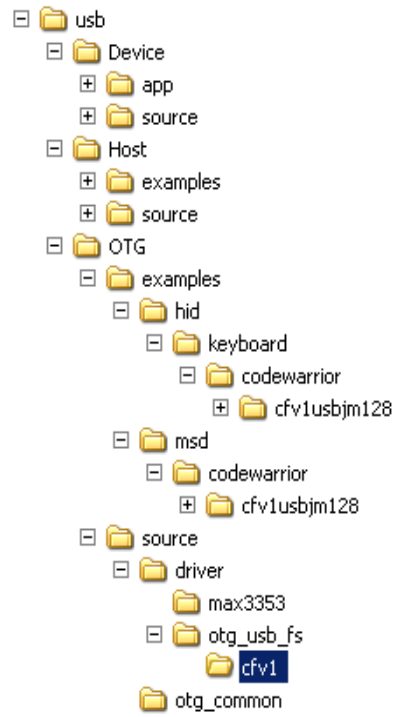 usb
Device
app
source
Host
examples
source
OTG
examples
hid
keyboard
codewarrior
cfv1usbjm128
msd
codewarrior
cfv1usbjm128
source
driver
max3353
otg_usb_fs
cfv1
otg_common